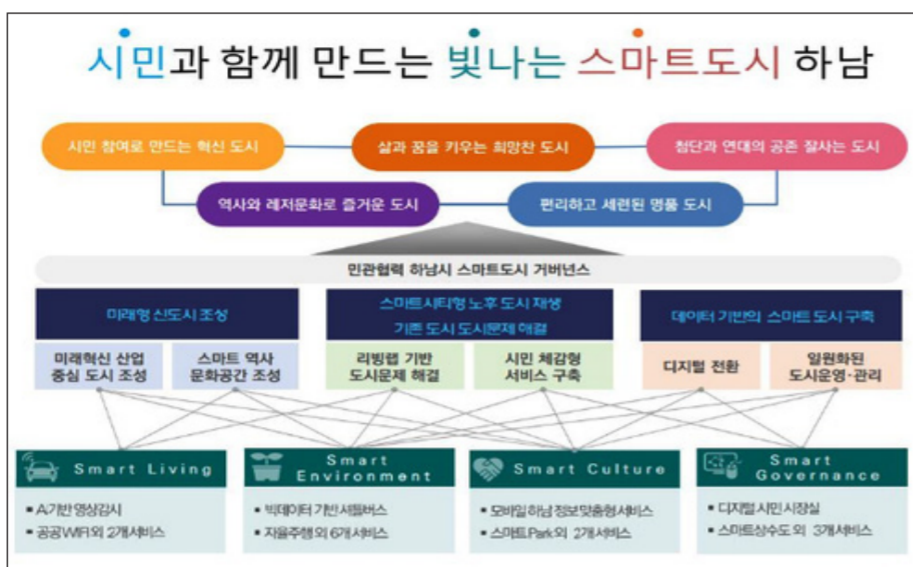 시민과 함께 만드는 빛나는 스마트도시 하남
시민 참여로 만드는 혁신 도시
삶과 꿈을 키우는 희망찬 도시
첨단과 연대의 공존 잘사는 도시
역사와 레저문화로 즐거운 도시
편리하고 세련된 명품 도시
민관협력 하남시 스마트도시 거버넌스
미래형 신도시 조성
스마트시티형 노후 도시 재생
기존 도시 도시문제 해결
데이터 기반의 스마트 도시 구축
미래혁신 산업
중심 도시 조성
스마트 역사
문화공간 조성
리빙랩 기반
도시문제 해결
시민 체감형
서비스 구축
디지털 전환
일원화된
도시운영·관리
Smart Living
Smart
Environment
Smart Culture
Smart
Governance
▪ AI기반 영상감시
▪ 공공WIFI 외 2개 서비스
▪ 빅데이터 기반 셔틀버스
▪ 자율주행 외 6개 서비스
▪ 모바일 하남 정보 맞춤형 서비스
▪ 스마트Park 외 2개 서비스
▪ 디지털 시민 시장실
▪ 스마트상수도 외 3개 서비스